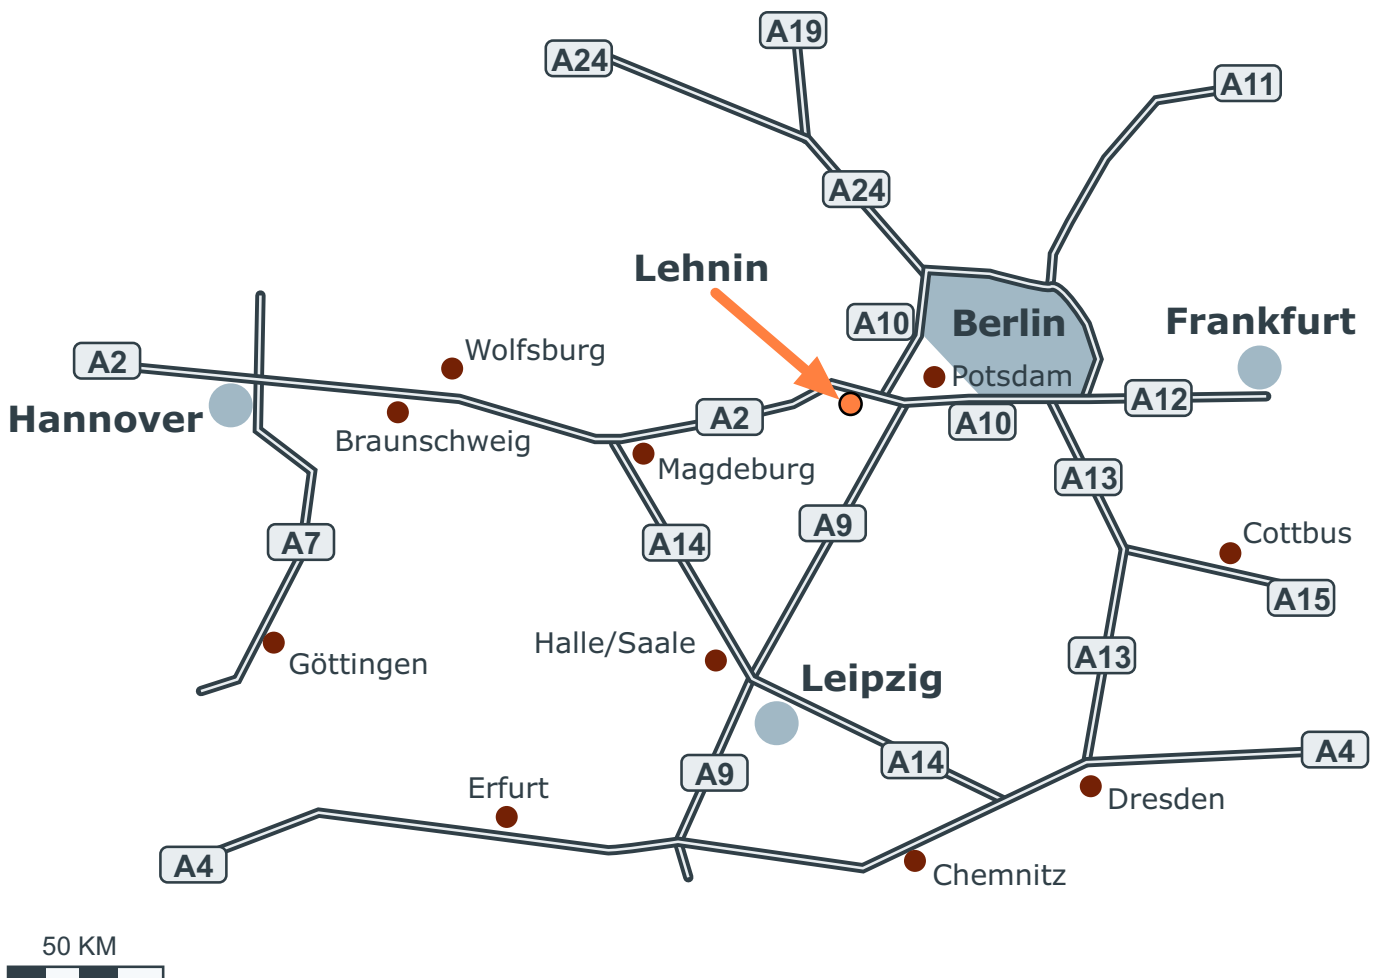 A19
A24
A11
A24
Lehnin
A10
Berlin
Frankfurt
A2
Wolfsburg
Potsdam
Hannover
Braunschweig
A2
A10
A12
Magdeburg
A13
A7
A14
A9
Cottbus
A15
Halle/Saale
Göttingen
A13
Leipzig
A4
A14
A9
Erfurt
Dresden
A4
Chemnitz
50 KM